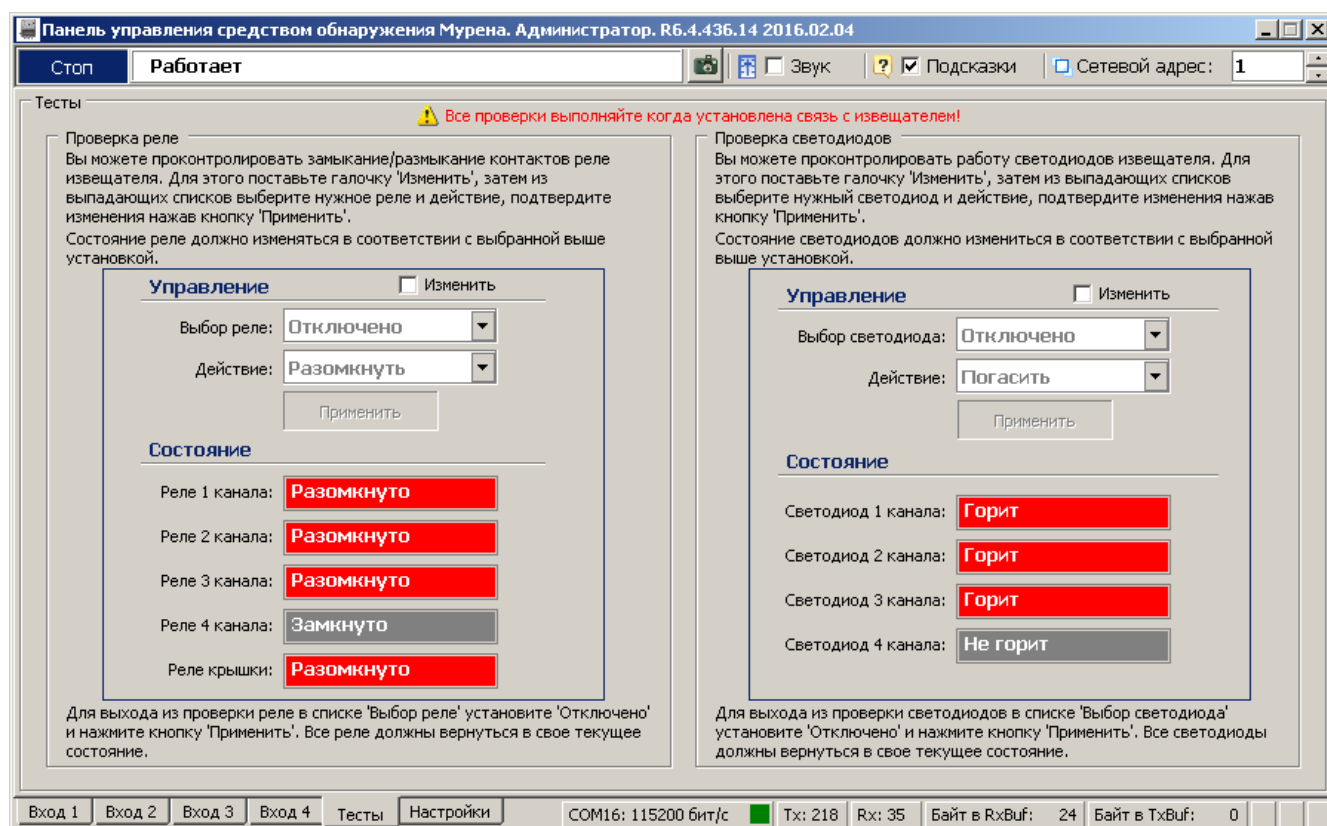 Панель управления средством обнаружения Мурена. Администратор. R6.4.436.14 2016.02.04
Стоп Работает Звук Подсказки Сетевой адрес: 1
Тесты
Все проверки выполняйте когда установлена связь с извещателем!
Проверка реле
Вы можете проконтролировать замыкание/размыкание контактов реле
извещателя. Для этого поставьте галочку 'Изменить', затем из
выпадающих списков выберите нужное реле и действие, подтвердите
изменения нажав кнопку 'Применить'.
Состояние реле должно изменяться в соответствии с выбранной выше
установкой.
Управление Изменить
Выбор реле: Отключено
Действие: Разомкнуть
Применить
Состояние
Реле 1 канала: Разомкнуто
Реле 2 канала: Разомкнуто
Реле 3 канала: Разомкнуто
Реле 4 канала: Замкнуто
Реле крышки: Разомкнуто
Для выхода из проверки реле в списке 'Выбор реле' установите 'Отключено'
и нажмите кнопку 'Применить'. Все реле должны вернуться в свое текущее
состояние.
Проверка светодиодов
Вы можете проконтролировать работу светодиодов извещателя. Для
этого поставьте галочку 'Изменить', затем из выпадающих списков
выберите нужный светодиод и действие, подтвердите изменения нажав
кнопку 'Применить'.
Состояние светодиодов должно измениться в соответствии с выбранной
выше установкой.
Управление Изменить
Выбор светодиода: Отключено
Действие: Погасить
Применить
Состояние
Светодиод 1 канала: Горит
Светодиод 2 канала: Горит
Светодиод 3 канала: Горит
Светодиод 4 канала: Не горит
Для выхода из проверки светодиодов в списке 'Выбор светодиода'
установите 'Отключено' и нажмите кнопку 'Применить'. Все светодиоды
должны вернуться в свое текущее состояние.
Вход 1 Вход 2 Вход 3 Вход 4 Тесты Настройки COM16: 115200 бит/с Tx: 218 Rx: 35 Байт в RxBuf: 24 Байт в TxBuf: 0